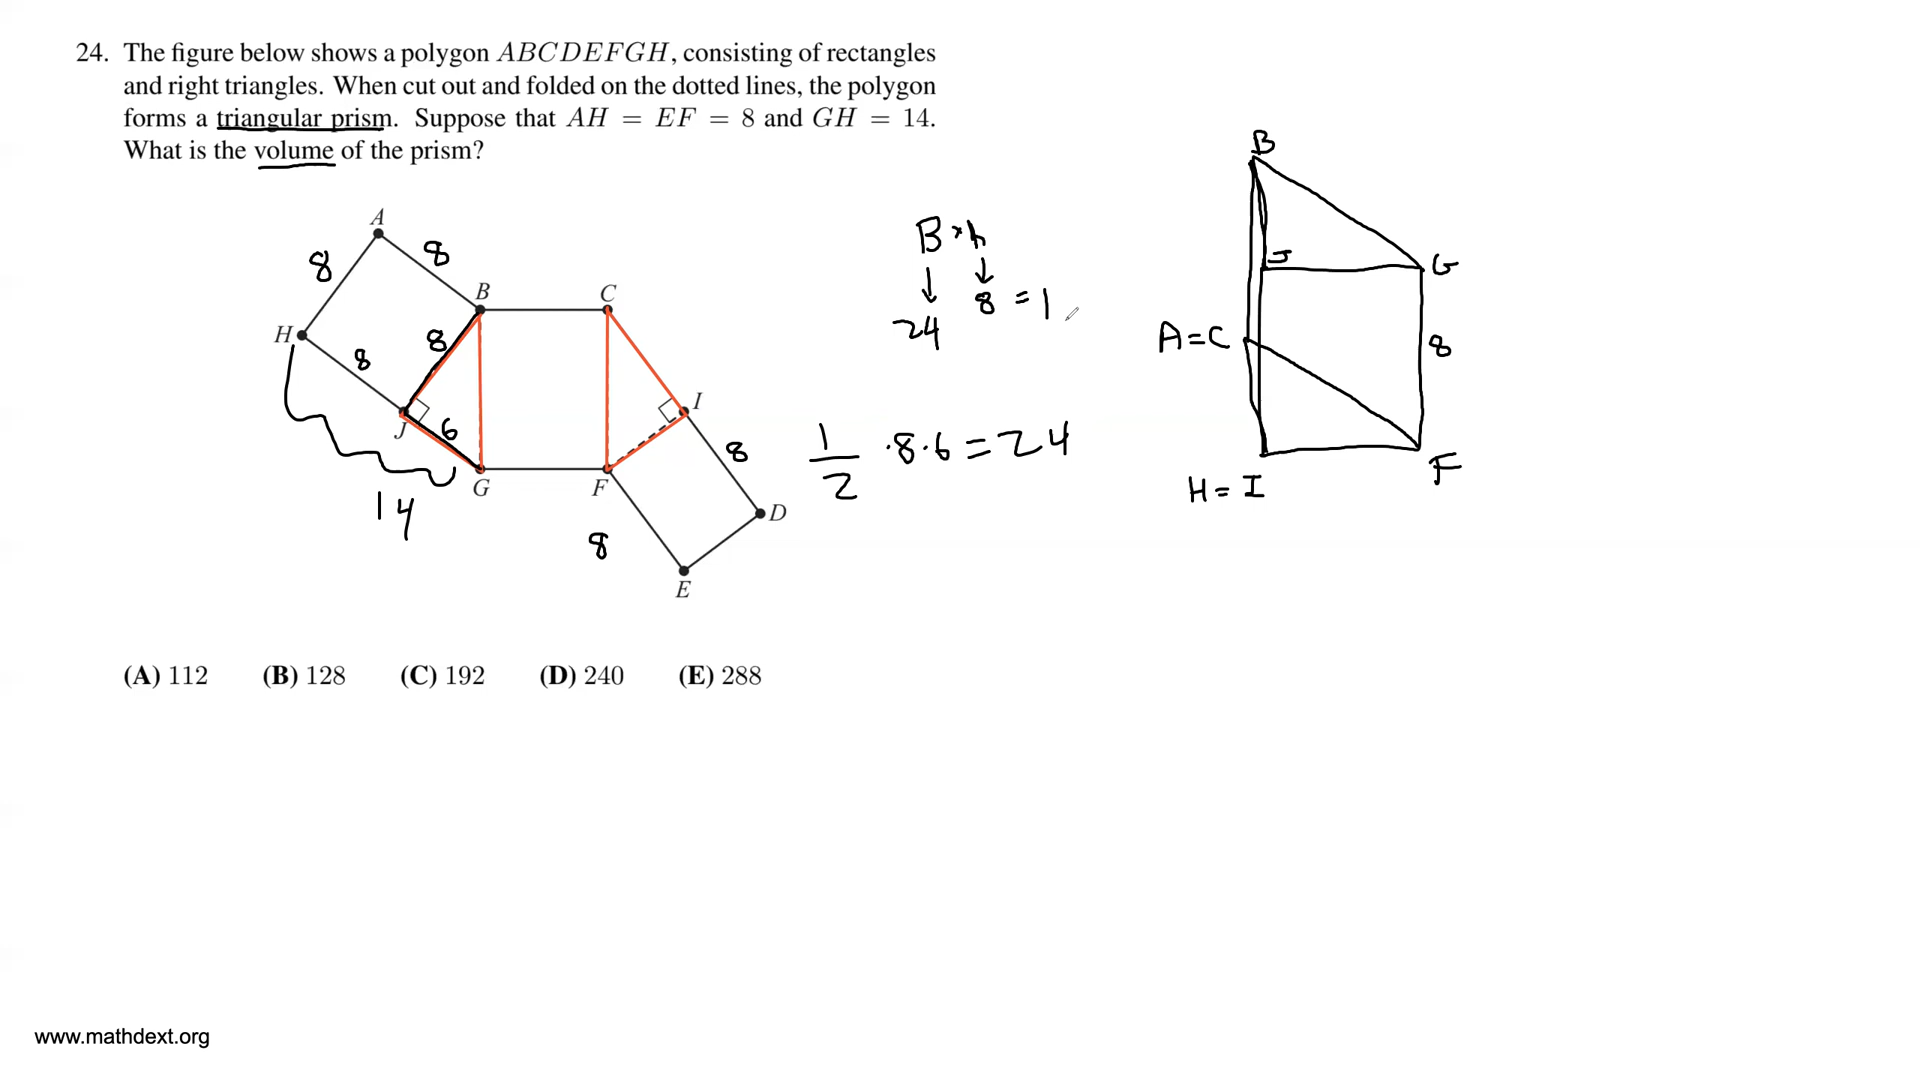 24. The figure below shows a polygon ABCDEFGH, consisting of rectangles
and right triangles. When cut out and folded on the dotted lines, the polygon
forms a triangular prism. Suppose that AH = EF = 8 and GH = 14.
What is the volume of the prism?
A
8
8
B
C
H
8
8
J
6
I
G
F
14
8
8
D
E
B × h
↓ ↓
24 8 = 1
1/2 · 8 · 6 = 24
B
J
G
A = C
8
H = I
F
(A) 112 (B) 128 (C) 192 (D) 240 (E) 288
www.mathdext.org